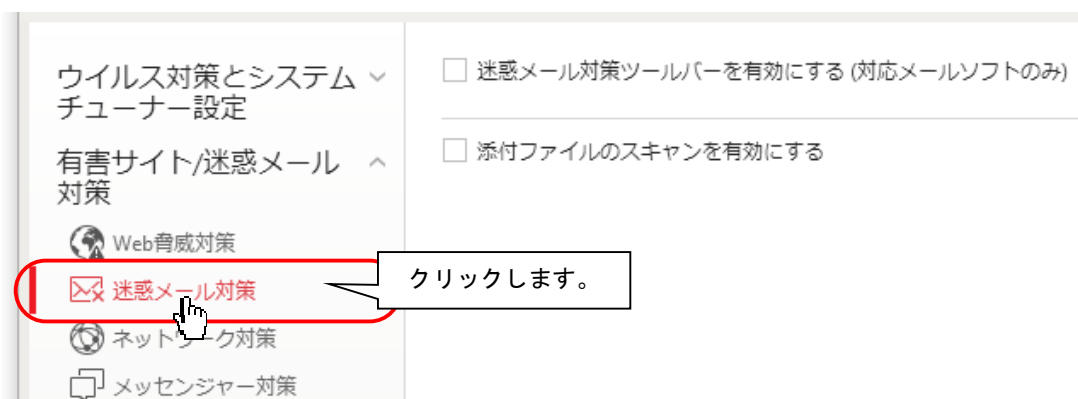 ウイルス対策とシステム
チューナー設定
有害サイト/迷惑メール
対策
Web脅威対策
迷惑メール対策
ネットワーク対策
メッセンジャー対策
迷惑メール対策ツールバーを有効にする (対応メールソフトのみ)
添付ファイルのスキャンを有効にする
クリックします。